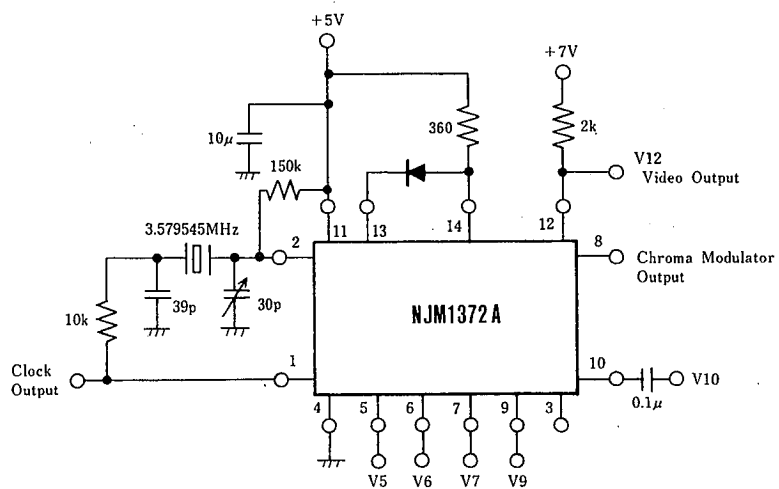 +5V
+7V
10μ
360
2k
150k
V12
Video Output
3.579545MHz
2
11
13
14
12
8
Chroma Modulator
Output
39p
30p
NJM1372A
10k
Clock
Output
1
10
V10
0.1μ
4
5
6
7
9
3
V5
V6
V7
V9